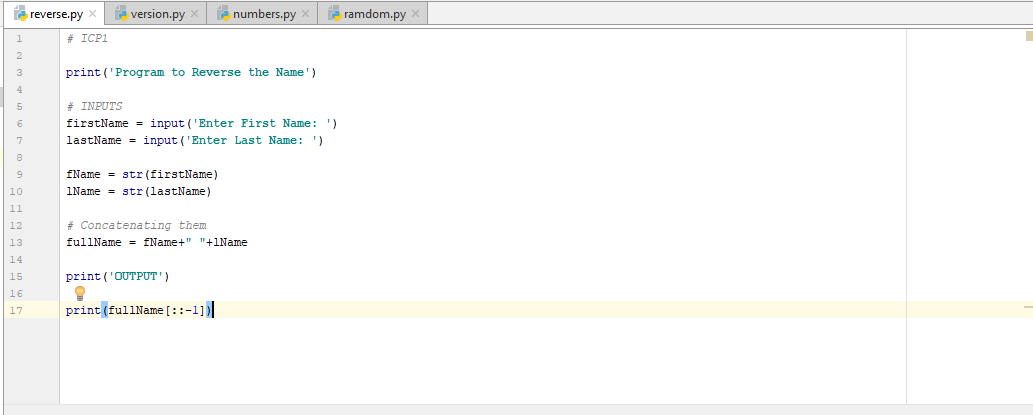 reverse.py version.py numbers.py ramdom.py
1 # ICP1
2
3 print('Program to Reverse the Name')
4
5 # INPUTS
6 firstName = input('Enter First Name: ')
7 lastName = input('Enter Last Name: ')
8
9 fName = str(firstName)
10 lName = str(lastName)
11
12 # Concatenating them
13 fullName = fName+" "+lName
14
15 print('OUTPUT')
16
17 print(fullName[::-1])